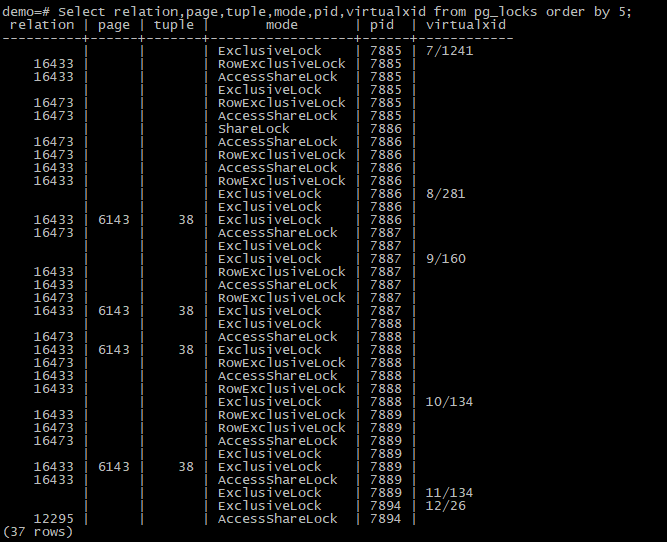 demo=# Select relation,page,tuple,mode,pid,virtualxid from pg_locks order by 5;
 relation | page | tuple |       mode       | pid  | virtualxid
----------+------+-------+------------------+------+------------
          |      |       | ExclusiveLock    | 7885 | 7/1241
    16433 |      |       | RowExclusiveLock | 7885 |
    16433 |      |       | AccessShareLock  | 7885 |
          |      |       | ExclusiveLock    | 7885 |
    16473 |      |       | RowExclusiveLock | 7885 |
    16473 |      |       | AccessShareLock  | 7885 |
          |      |       | ShareLock        | 7886 |
    16473 |      |       | AccessShareLock  | 7886 |
    16473 |      |       | RowExclusiveLock | 7886 |
    16433 |      |       | AccessShareLock  | 7886 |
    16433 |      |       | RowExclusiveLock | 7886 |
          |      |       | ExclusiveLock    | 7886 | 8/281
          |      |       | ExclusiveLock    | 7886 |
    16433 | 6143 |    38 | ExclusiveLock    | 7886 |
    16473 |      |       | AccessShareLock  | 7887 |
          |      |       | ExclusiveLock    | 7887 |
          |      |       | ExclusiveLock    | 7887 | 9/160
    16433 |      |       | RowExclusiveLock | 7887 |
    16433 |      |       | AccessShareLock  | 7887 |
    16473 |      |       | RowExclusiveLock | 7887 |
    16433 | 6143 |    38 | ExclusiveLock    | 7887 |
          |      |       | ExclusiveLock    | 7888 |
    16473 |      |       | AccessShareLock  | 7888 |
    16433 | 6143 |    38 | ExclusiveLock    | 7888 |
    16473 |      |       | RowExclusiveLock | 7888 |
    16433 |      |       | AccessShareLock  | 7888 |
    16433 |      |       | RowExclusiveLock | 7888 |
          |      |       | ExclusiveLock    | 7888 | 10/134
    16433 |      |       | RowExclusiveLock | 7889 |
    16473 |      |       | RowExclusiveLock | 7889 |
    16473 |      |       | AccessShareLock  | 7889 |
          |      |       | ExclusiveLock    | 7889 |
    16433 | 6143 |    38 | ExclusiveLock    | 7889 |
    16433 |      |       | AccessShareLock  | 7889 |
          |      |       | ExclusiveLock    | 7889 | 11/134
          |      |       | ExclusiveLock    | 7894 | 12/26
    12295 |      |       | AccessShareLock  | 7894 |
(37 rows)